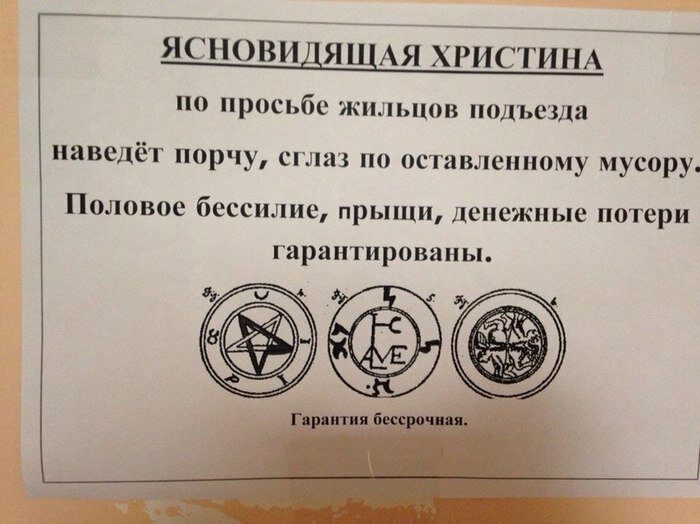 ЯСНОВИДЯЩАЯ ХРИСТИНА
по просьбе жильцов подъезда
наведёт порчу, сглаз по оставленному мусору.
Половое бессилие, прыщи, денежные потери
гарантированы.
Гарантия бессрочная.